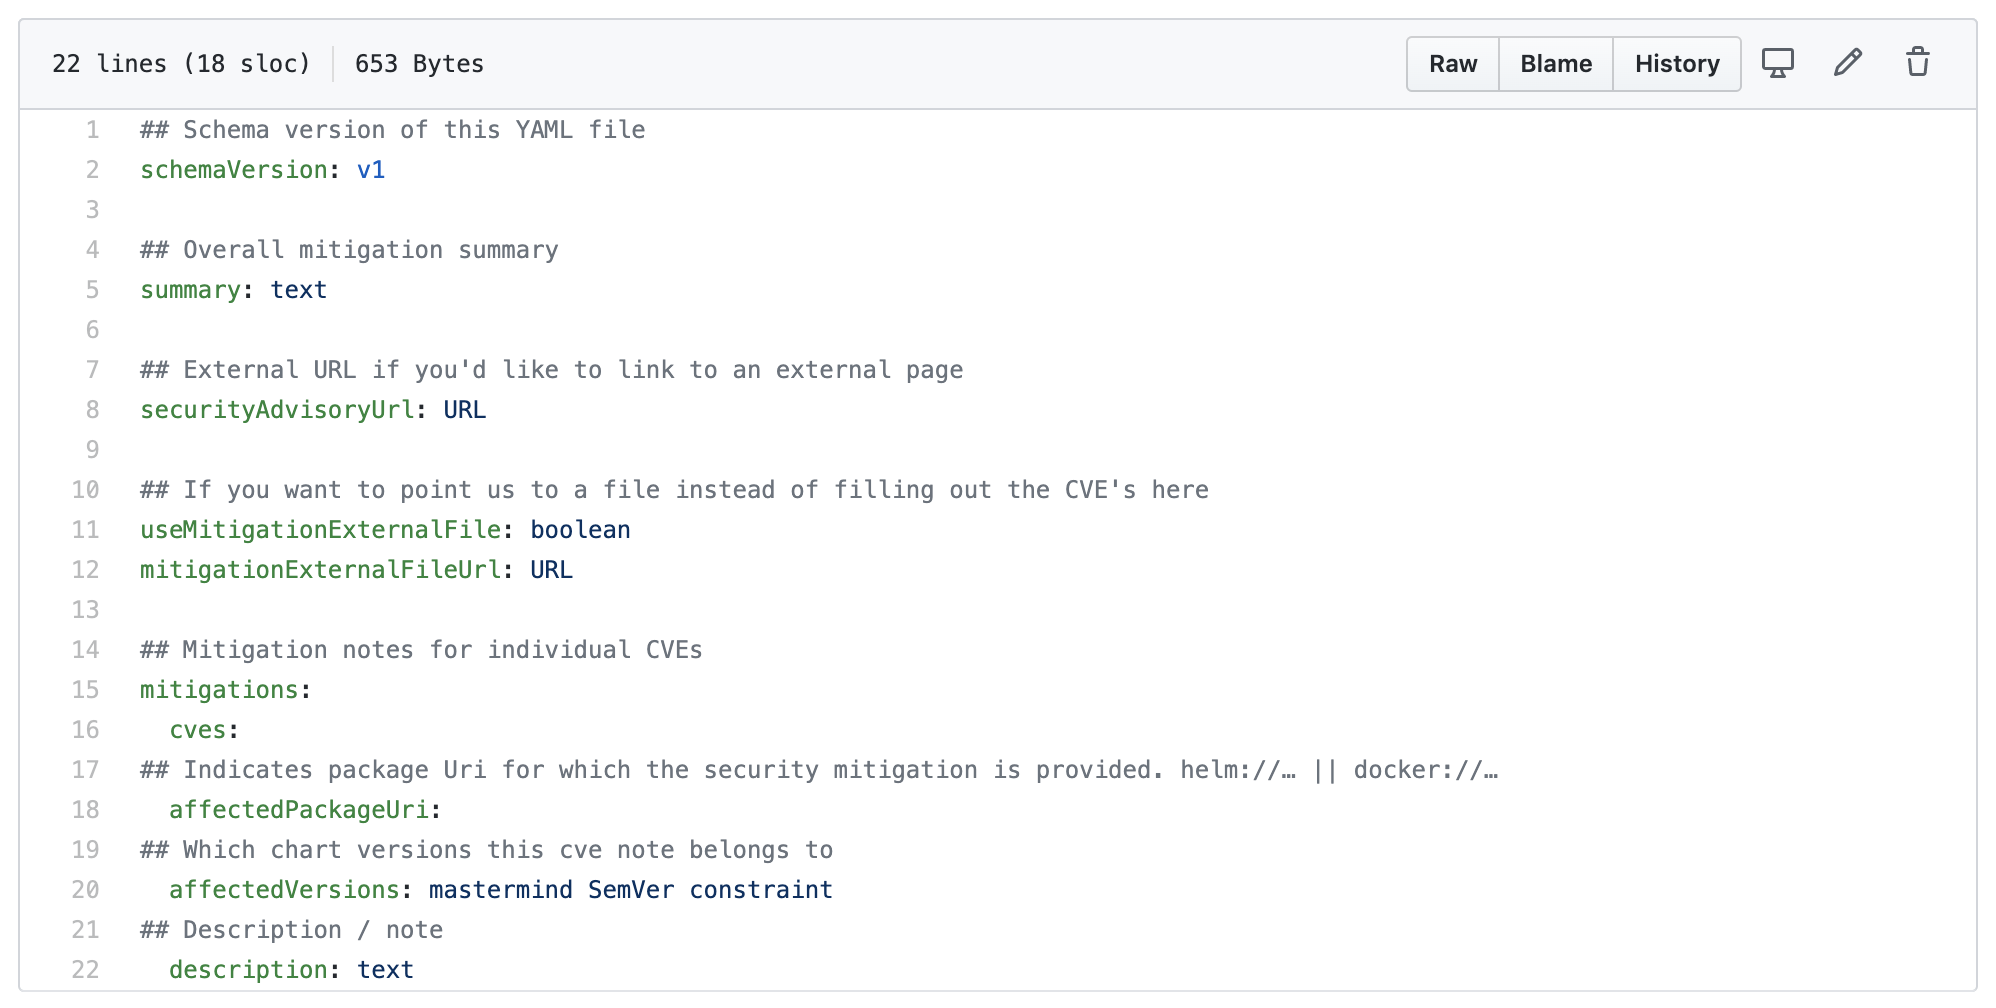 22 lines (18 sloc) 653 Bytes Raw Blame History
1 ## Schema version of this YAML file
2 schemaVersion: v1
3
4 ## Overall mitigation summary
5 summary: text
6
7 ## External URL if you'd like to link to an external page
8 securityAdvisoryUrl: URL
9
10 ## If you want to point us to a file instead of filling out the CVE's here
11 useMitigationExternalFile: boolean
12 mitigationExternalFileUrl: URL
13
14 ## Mitigation notes for individual CVEs
15 mitigations:
16   cves:
17 ## Indicates package Uri for which the security mitigation is provided. helm://… || docker://…
18   affectedPackageUri:
19 ## Which chart versions this cve note belongs to
20   affectedVersions: mastermind SemVer constraint
21 ## Description / note
22   description: text